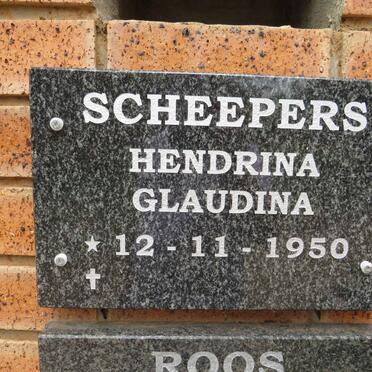 SCHEEPERS
HENDRINA
GLAUDINA
★ 12 - 11 - 1950
✝
ROOS